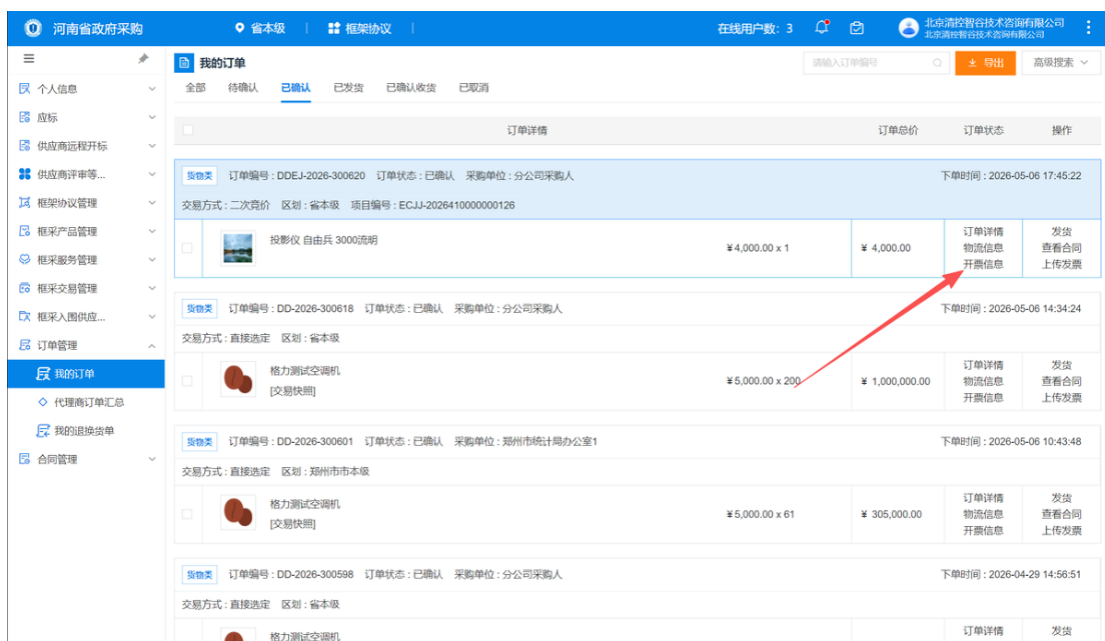 河南省政府采购 省本级 框架协议 在线用户数：3 北京清控智谷技术咨询有限公司
北京清控智谷技术咨询有限公司
我的订单 请输入订单编号 导出 高级搜索
全部 待确认 已确认 已发货 已确认收货 已取消
个人信息
应标
供应商远程开标
供应商评审等...
框架协议管理
框采产品管理
框采服务管理
框采交易管理
框采入围供应...
订单管理
我的订单
代理商订单汇总
我的退换货单
合同管理
订单详情 订单总价 订单状态 操作
货物类 订单编号 : DDEJ-2026-300620 订单状态 : 已确认 采购单位 : 分公司采购人 下单时间 : 2026-05-06 17:45:22
交易方式 : 二次竞价 区划 : 省本级 项目编号 : ECJJ-2026410000000126
投影仪 自由兵 3000流明 ¥4,000.00 x 1 ¥ 4,000.00
订单详情 发货
物流信息 查看合同
开票信息 上传发票
货物类 订单编号 : DD-2026-300618 订单状态 : 已确认 采购单位 : 分公司采购人 下单时间 : 2026-05-06 14:34:24
交易方式 : 直接选定 区划 : 省本级
格力测试空调机
[交易快照]
¥5,000.00 x 200 ¥ 1,000,000.00
订单详情 发货
物流信息 查看合同
开票信息 上传发票
货物类 订单编号 : DD-2026-300601 订单状态 : 已确认 采购单位 : 郑州市统计局办公室1 下单时间 : 2026-05-06 10:43:48
交易方式 : 直接选定 区划 : 郑州市市本级
格力测试空调机
[交易快照]
¥5,000.00 x 61 ¥ 305,000.00
订单详情 发货
物流信息 查看合同
开票信息 上传发票
货物类 订单编号 : DD-2026-300598 订单状态 : 已确认 采购单位 : 分公司采购人 下单时间 : 2026-04-29 14:56:51
交易方式 : 直接选定 区划 : 省本级
格力测试空调机
订单详情 发货